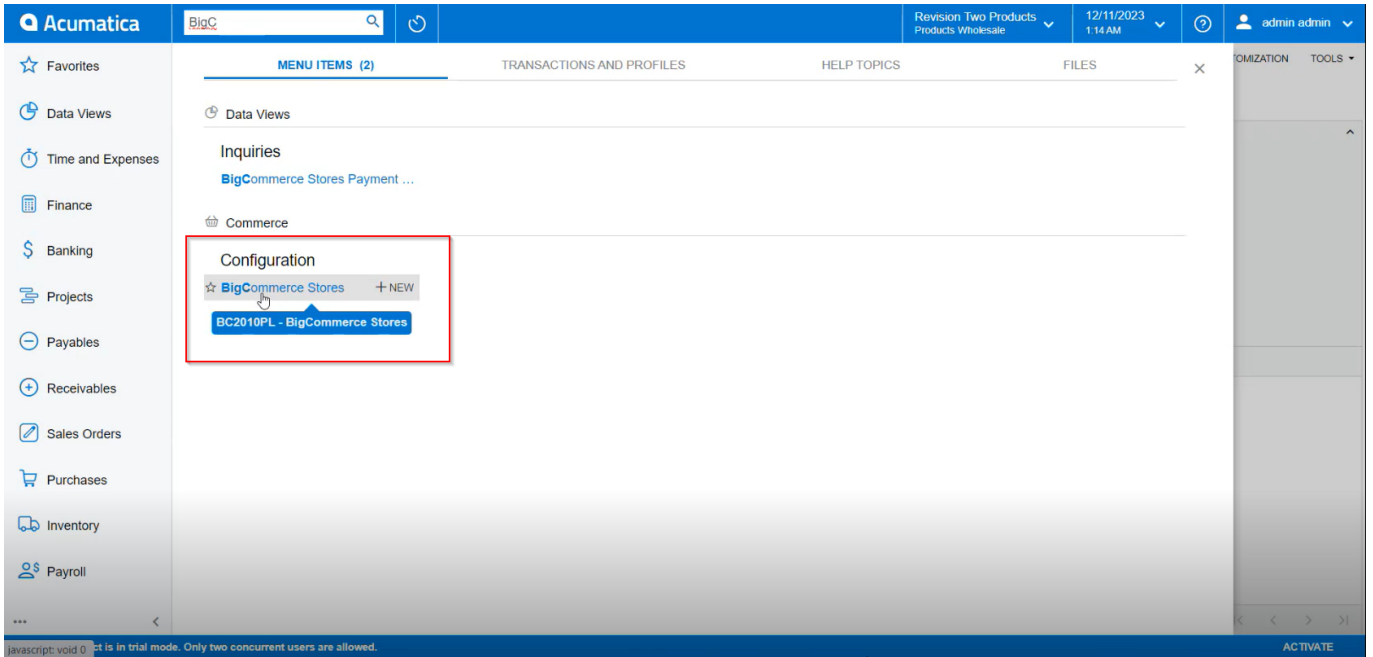 Acumatica
BigC
Revision Two Products
Products Wholesale
12/11/2023
1:14 AM
admin admin
Favorites
Data Views
Time and Expenses
Finance
Banking
Projects
Payables
Receivables
Sales Orders
Purchases
Inventory
Payroll
MENU ITEMS (2)
TRANSACTIONS AND PROFILES
HELP TOPICS
FILES
TOOLS
Data Views
Inquiries
BigCommerce Stores Payment ...
Commerce
Configuration
BigCommerce Stores + NEW
BC2010PL - BigCommerce Stores
javascript: void 0
is in trial mode. Only two concurrent users are allowed.
ACTIVATE